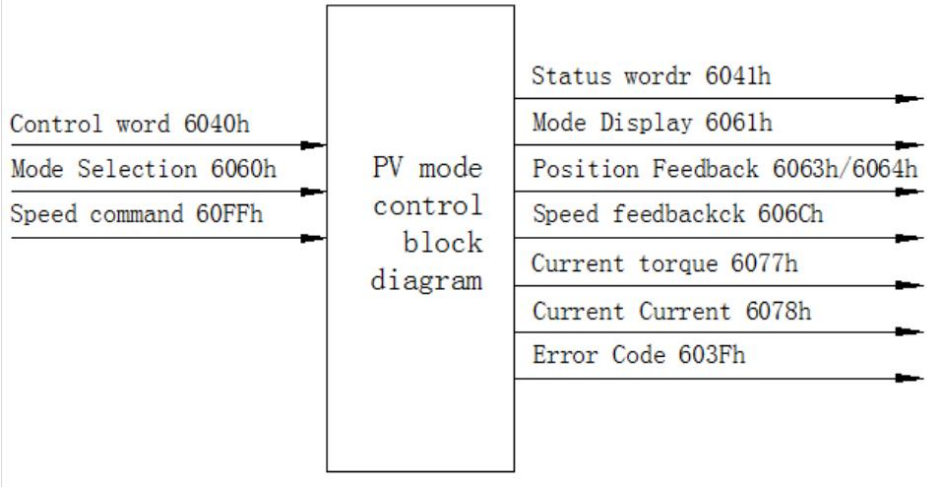 Control word 6040h
Mode Selection 6060h
Speed command 60FFh
PV mode
control
block
diagram
Status wordr 6041h
Mode Display 6061h
Position Feedback 6063h/6064h
Speed feedbackck 606Ch
Current torque 6077h
Current Current 6078h
Error Code 603Fh